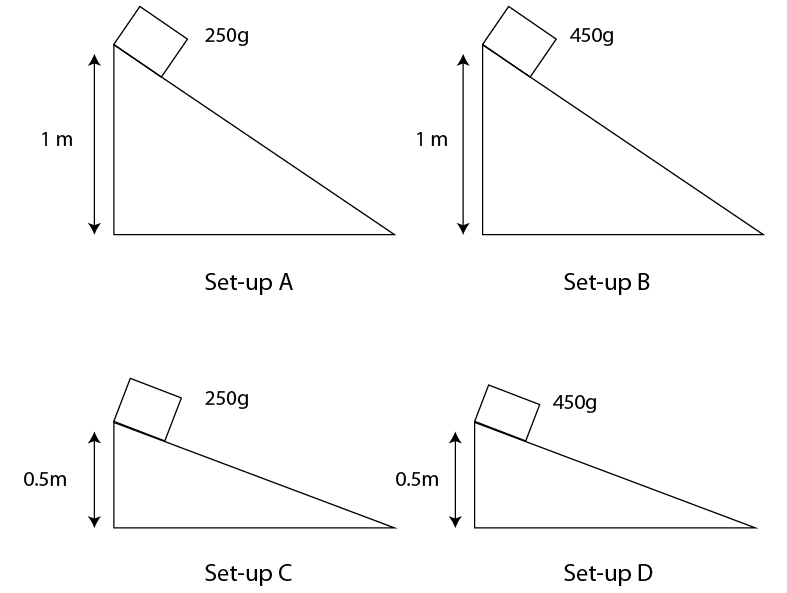 250g
450g
1 m
1 m
Set-up A
Set-up B
250g
450g
0.5m
0.5m
Set-up C
Set-up D